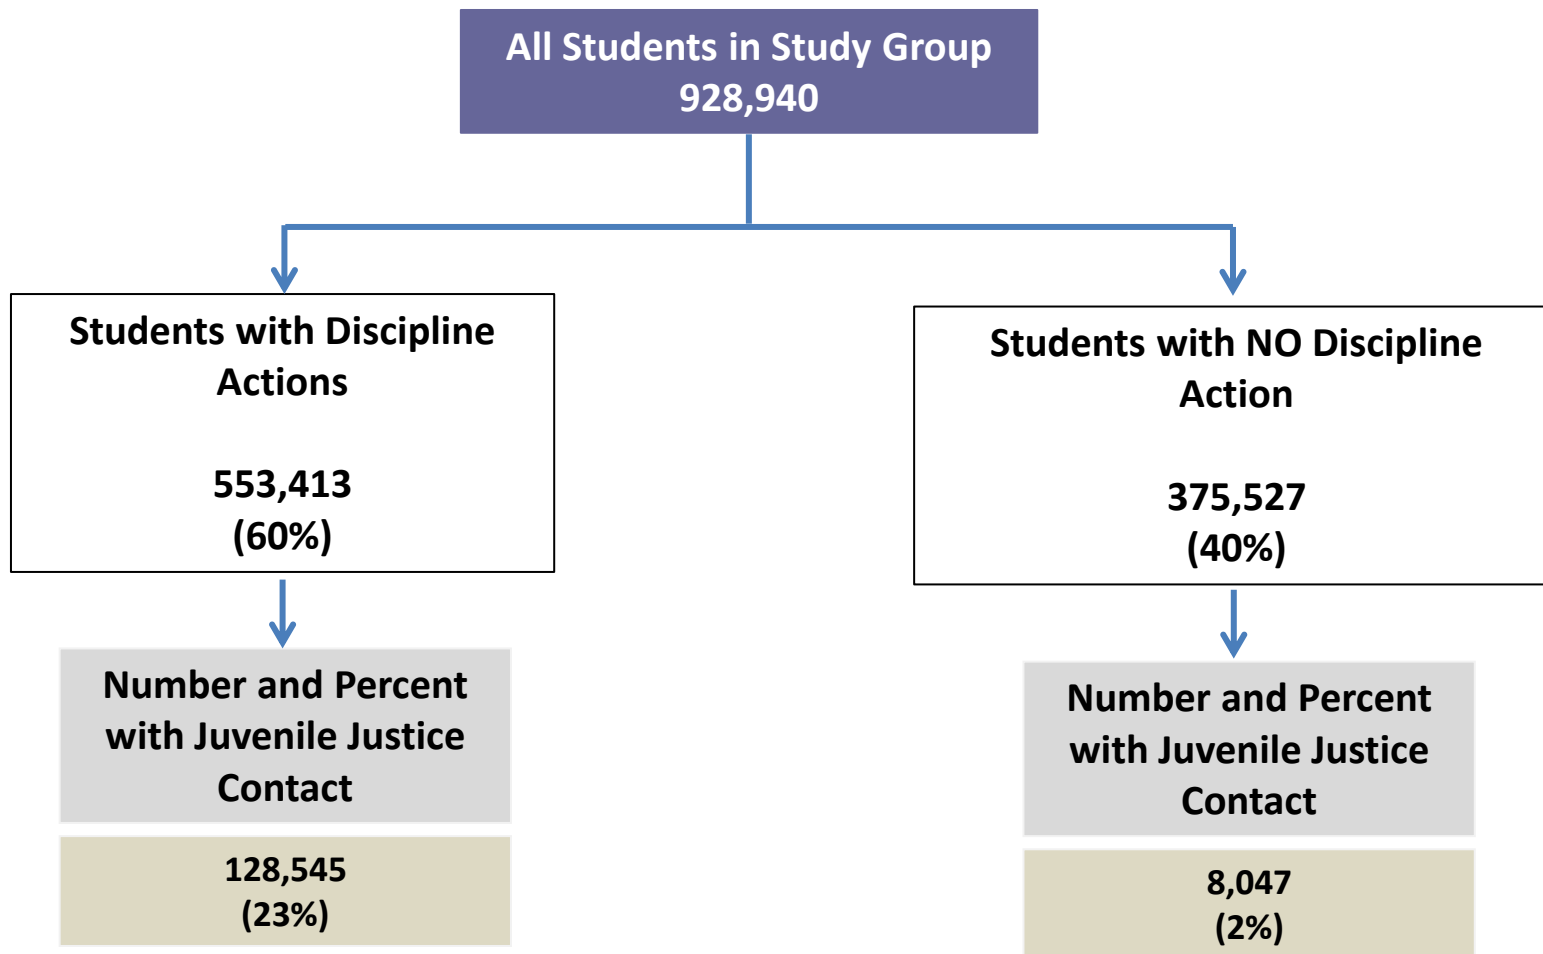 All Students in Study Group
928,940
Students with Discipline
Actions
553,413
(60%)
Students with NO Discipline
Action
375,527
(40%)
Number and Percent
with Juvenile Justice
Contact
128,545
(23%)
Number and Percent
with Juvenile Justice
Contact
8,047
(2%)